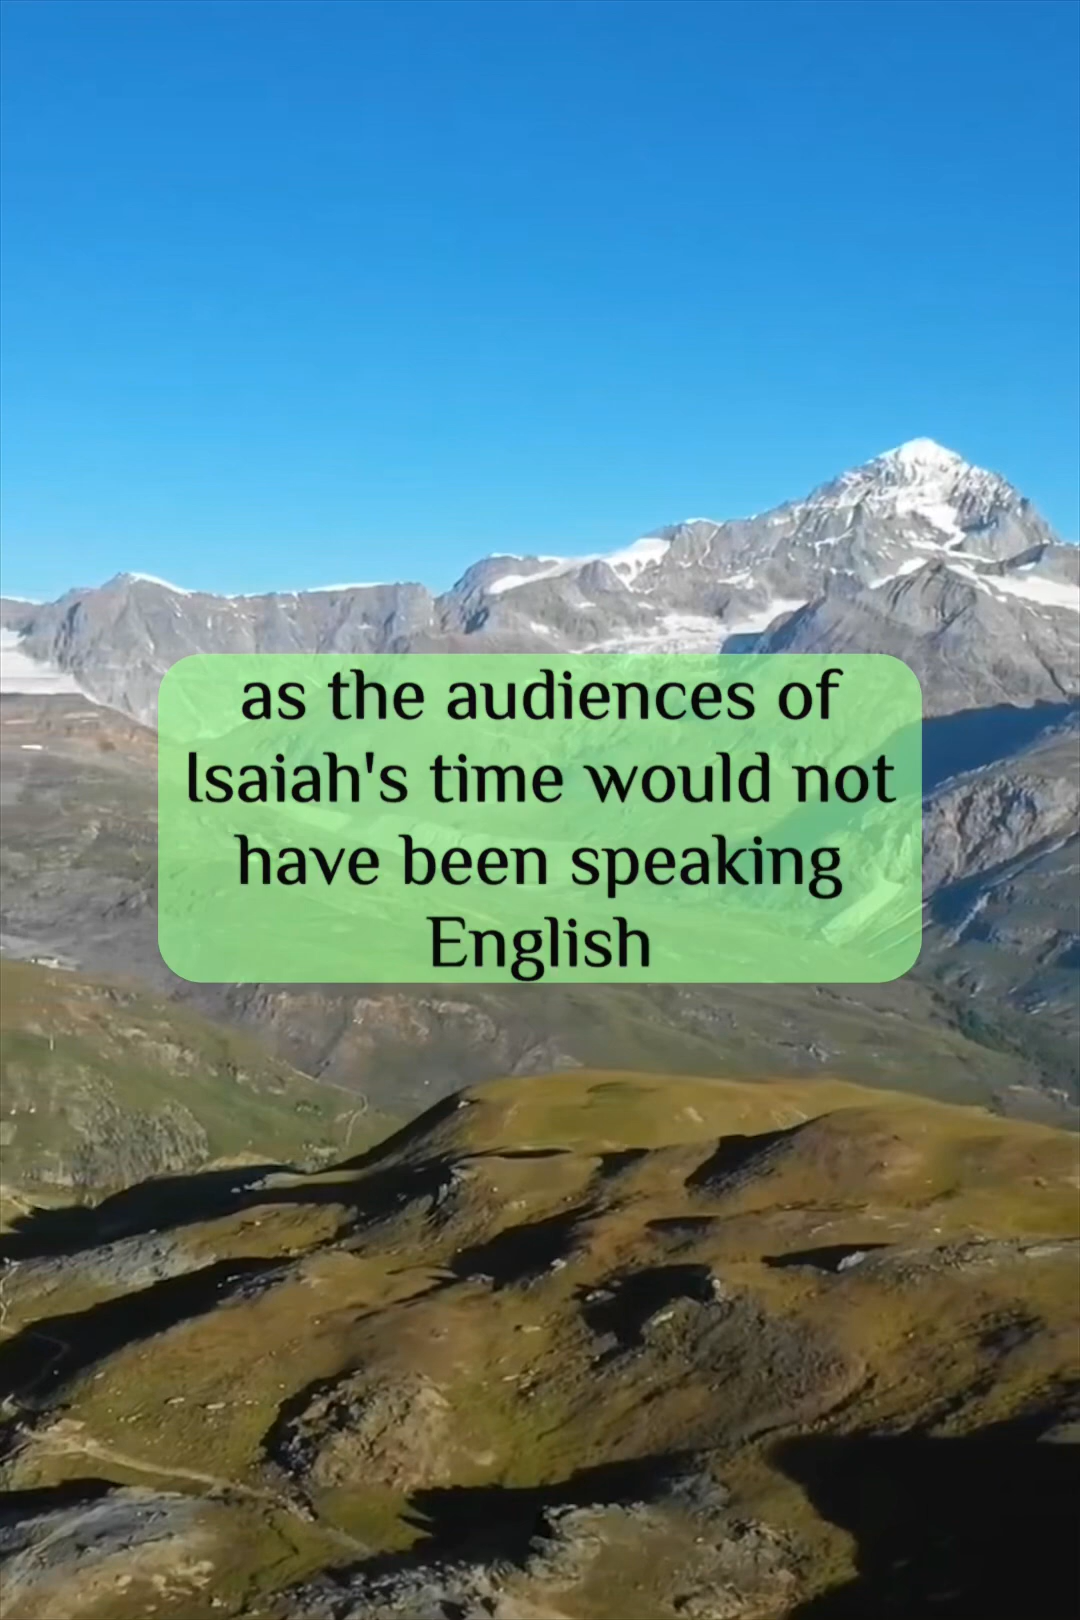 as the audiences of
Isaiah's time would not
have been speaking
English